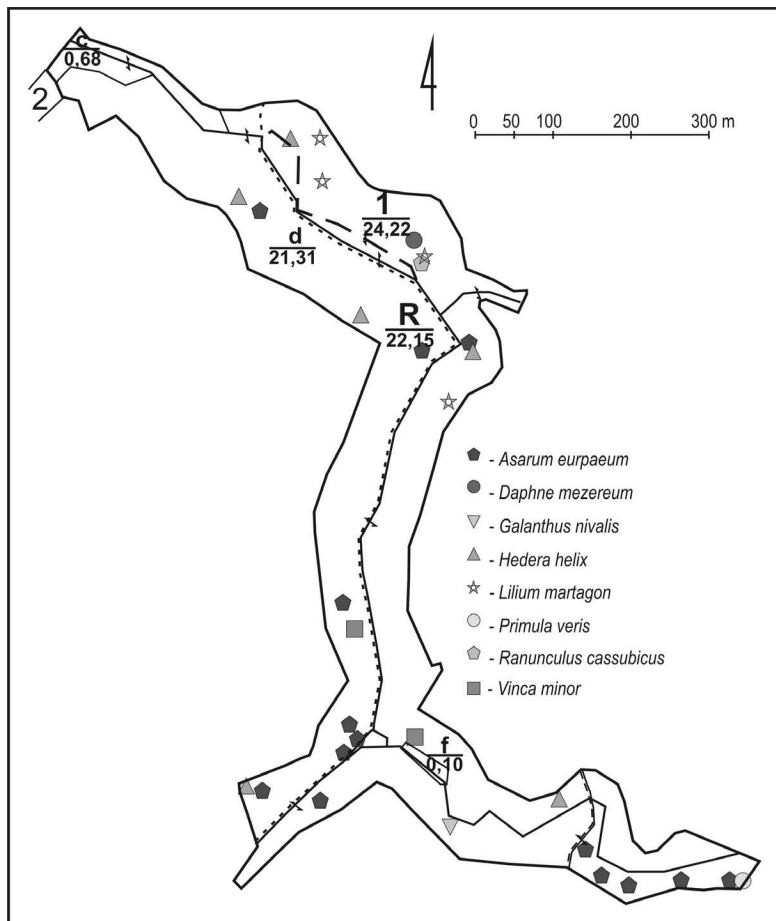 c
0,68
2
4
0 50 100 200 300 m
1
24,22
d
21,31
R
22,15
- Asarum eurpaeum
- Daphne mezereum
- Galanthus nivalis
- Hedera helix
- Lilium martagon
- Primula veris
- Ranunculus cassubicus
- Vinca minor
f
0,10